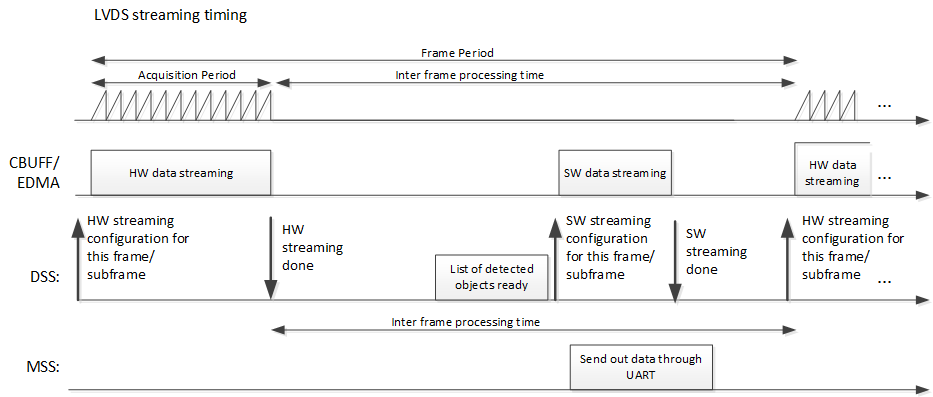 LVDS streaming timing
Frame Period
Acquisition Period
Inter frame processing time
...
CBUFF/
EDMA
HW data streaming
SW data streaming
HW data
streaming
...
DSS:
HW streaming
configuration for
this frame/
subframe
HW
streaming
done
List of detected
objects ready
SW streaming
configuration for
this frame/
subframe
SW
streaming
done
HW streaming
configuration for
this frame/
subframe
...
Inter frame processing time
MSS:
Send out data through
UART